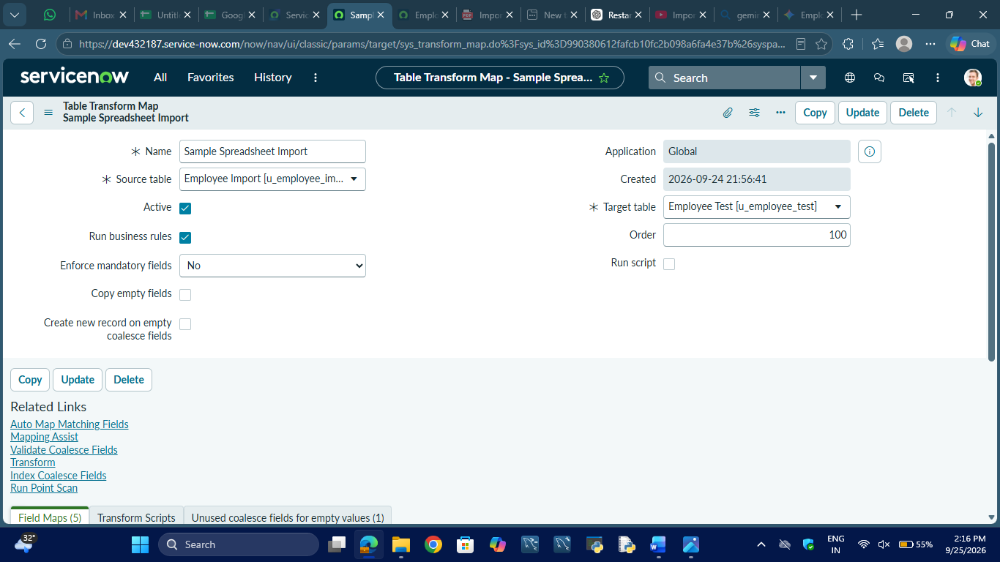 Inbox
Untitl
Googl
Servic
Sampl
Emplo
Impor
New t
Restar
Impor
gemir
Emplo
https://dev432187.service-now.com/now/nav/ui/classic/params/target/sys_transform_map.do%3Fsys_id%3D990380612fafcb10fc2b098a6fa4e37b%26syspa...
Chat
servicenow
All
Favorites
History
Table Transform Map - Sample Sprea...
Search
Table Transform Map
Sample Spreadsheet Import
Copy
Update
Delete
Name
Sample Spreadsheet Import
Application
Global
Source table
Employee Import [u_employee_im...
Created
2026-09-24 21:56:41
Active
Target table
Employee Test [u_employee_test]
Run business rules
Order
100
Enforce mandatory fields
No
Run script
Copy empty fields
Create new record on empty
coalesce fields
Copy
Update
Delete
Related Links
Auto Map Matching Fields
Mapping Assist
Validate Coalesce Fields
Transform
Index Coalesce Fields
Run Point Scan
Field Maps (5)
Transform Scripts
Unused coalesce fields for empty values (1)
32°
Search
ENG
IN
55%
2:16 PM
9/25/2026